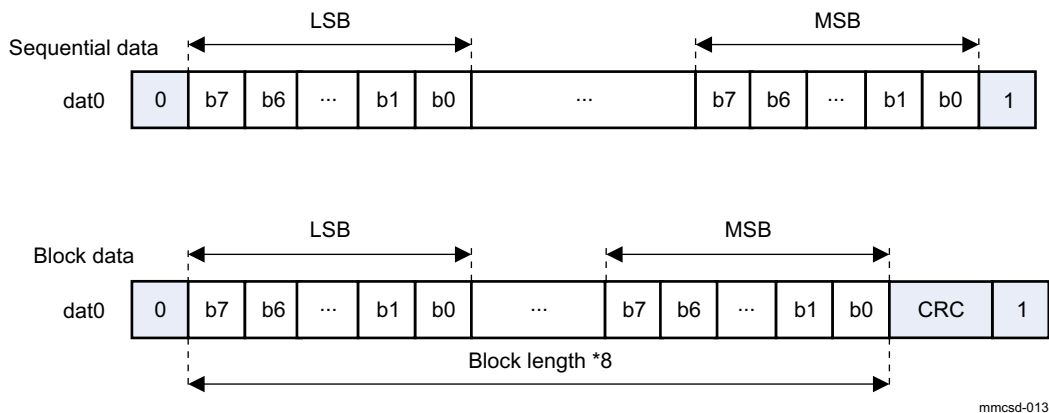 LSB MSB
Sequential data
dat0 0 b7 b6 ... b1 b0 ... b7 b6 ... b1 b0 1
LSB MSB
Block data
dat0 0 b7 b6 ... b1 b0 ... b7 b6 ... b1 b0 CRC 1
Block length *8
mmcsd-013